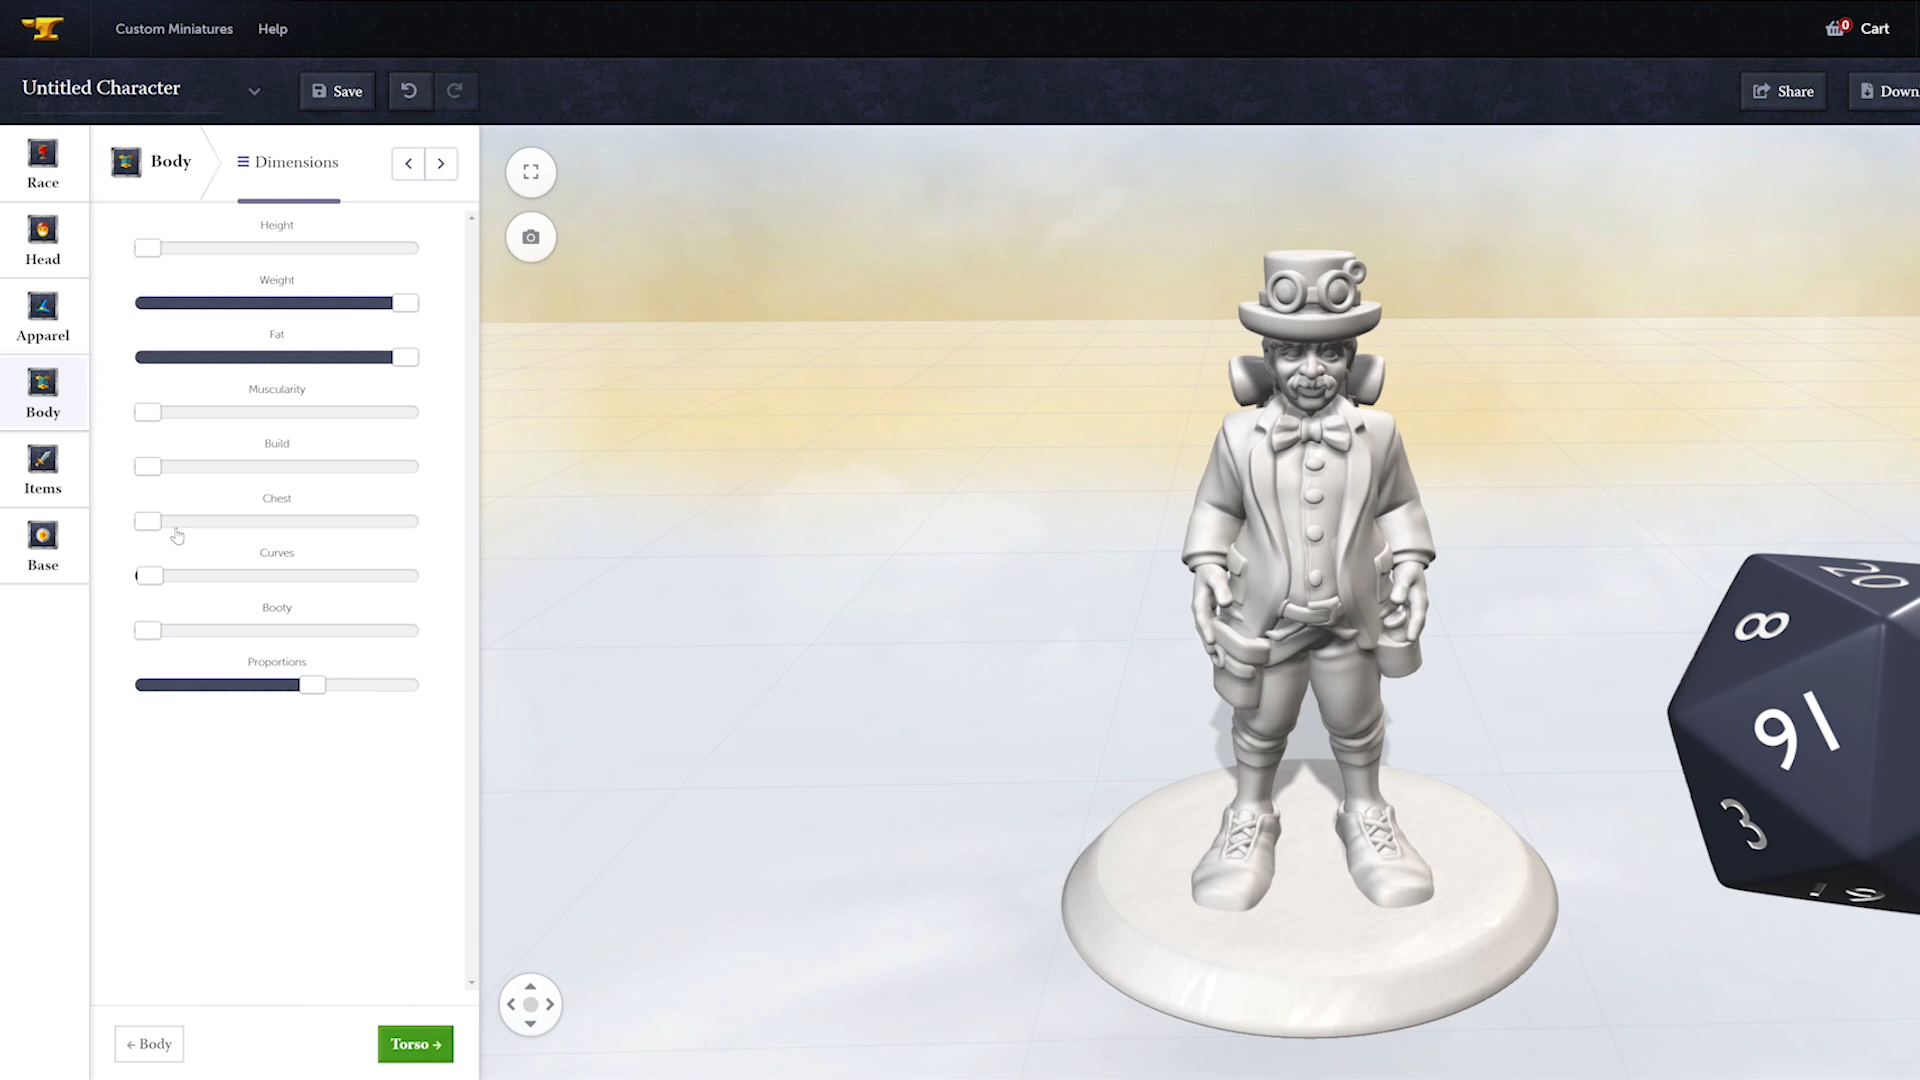 Custom Miniatures
Help
0
Cart
Untitled Character
Save
Share
Down
Race
Head
Apparel
Body
Items
Base
Body
Dimensions
Height
Weight
Fat
Muscularity
Build
Chest
Curves
Booty
Proportions
← Body
Torso →
20
8
16
3